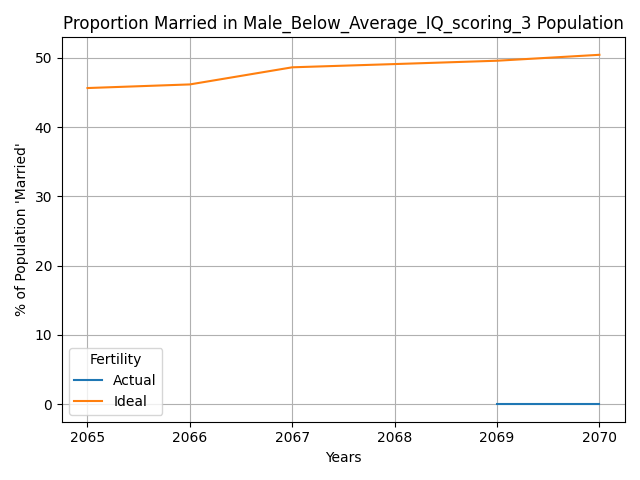 Proportion Married in Male_Below_Average_IQ_scoring_3 Population
% of Population 'Married'
50
40
30
20
10
0
Fertility
Actual
Ideal
2065 2066 2067 2068 2069 2070
Years